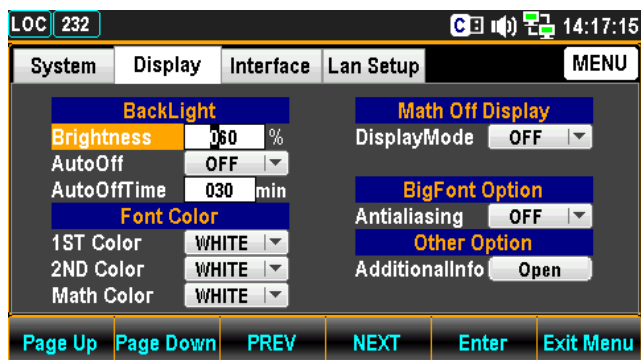 LOC 232 C 14:17:15
System Display Interface Lan Setup MENU
BackLight
Brightness 060 %
AutoOff OFF
AutoOffTime 030 min
Font Color
1ST Color WHITE
2ND Color WHITE
Math Color WHITE
Math Off Display
DisplayMode OFF
BigFont Option
Antialiasing OFF
Other Option
AdditionalInfo Open
Page Up Page Down PREV NEXT Enter Exit Menu